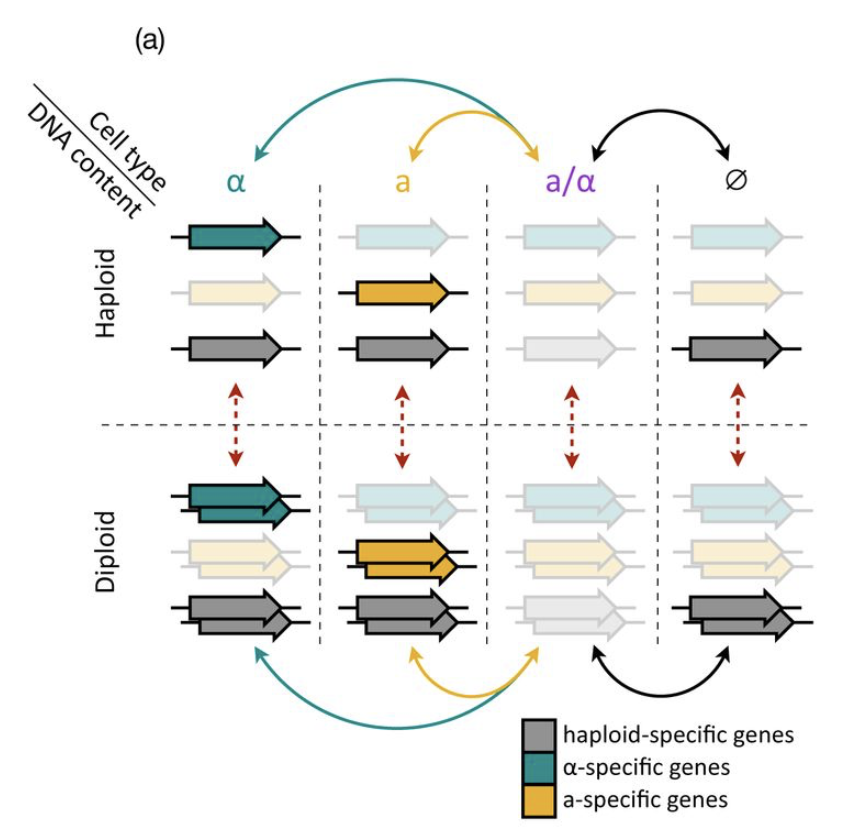 (a)
Cell type
DNA content
α
a
a/α
∅
Haploid
Diploid
haploid-specific genes
α-specific genes
a-specific genes